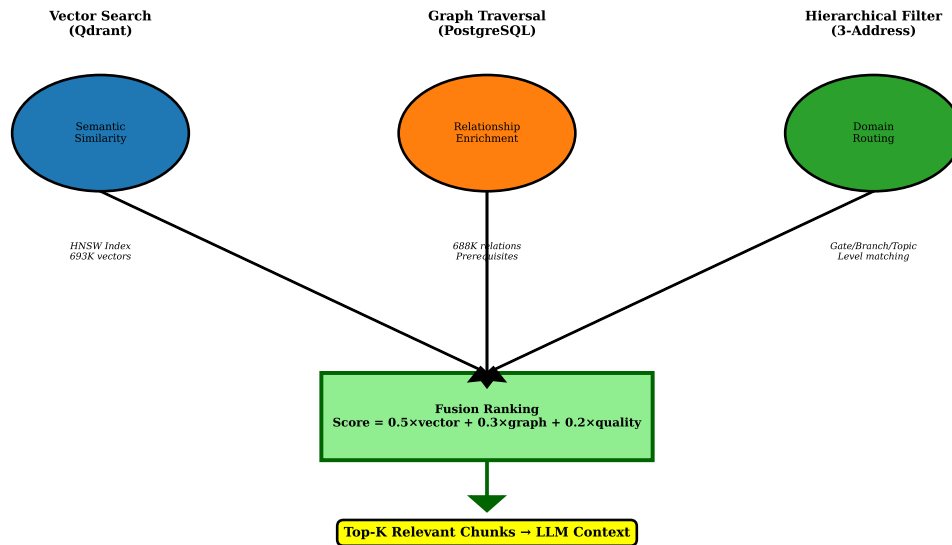 Vector Search
(Qdrant)
Graph Traversal
(PostgreSQL)
Hierarchical Filter
(3-Address)
Semantic
Similarity
Relationship
Enrichment
Domain
Routing
HNSW Index
693K vectors
688K relations
Prerequisites
Gate/Branch/Topic
Level matching
Fusion Ranking
Score = 0.5×vector + 0.3×graph + 0.2×quality
Top-K Relevant Chunks → LLM Context